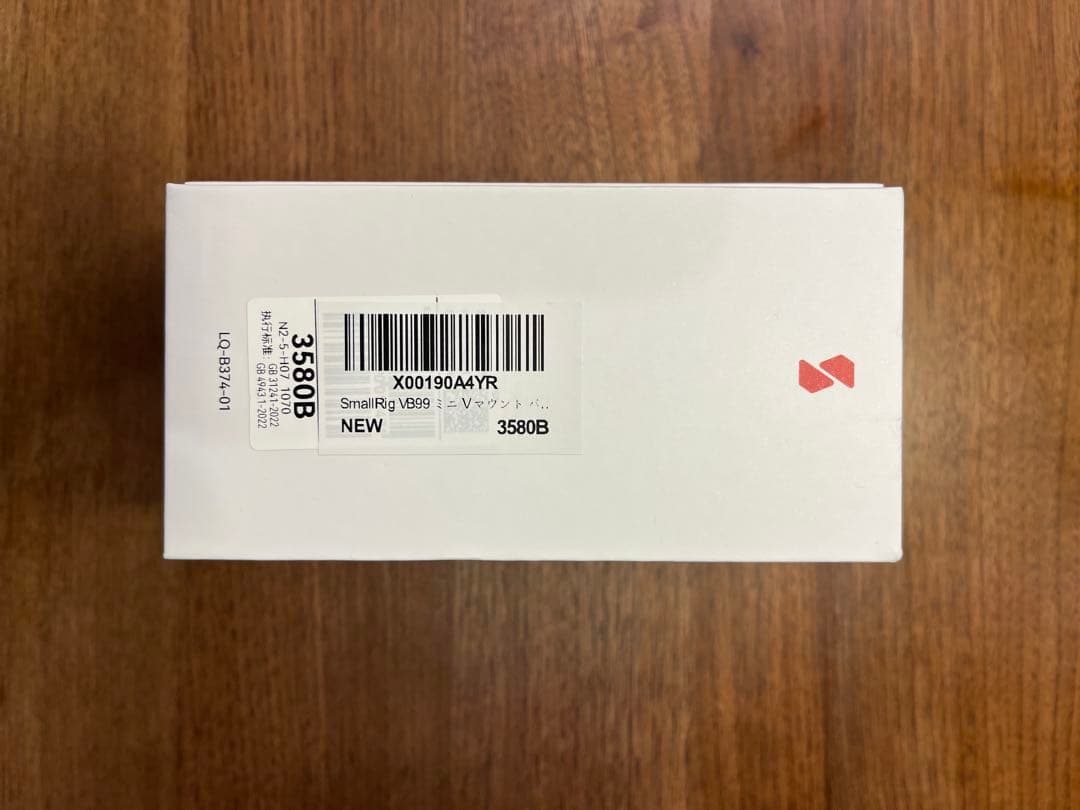 X00190A4YR
SmallRig VB99 ミニ V マウント バ..
NEW 3580B
3580B
N2-5-H07 1070
执行标准: GB 31241-2022
GB 4943.1-2022
LQ-B374-01